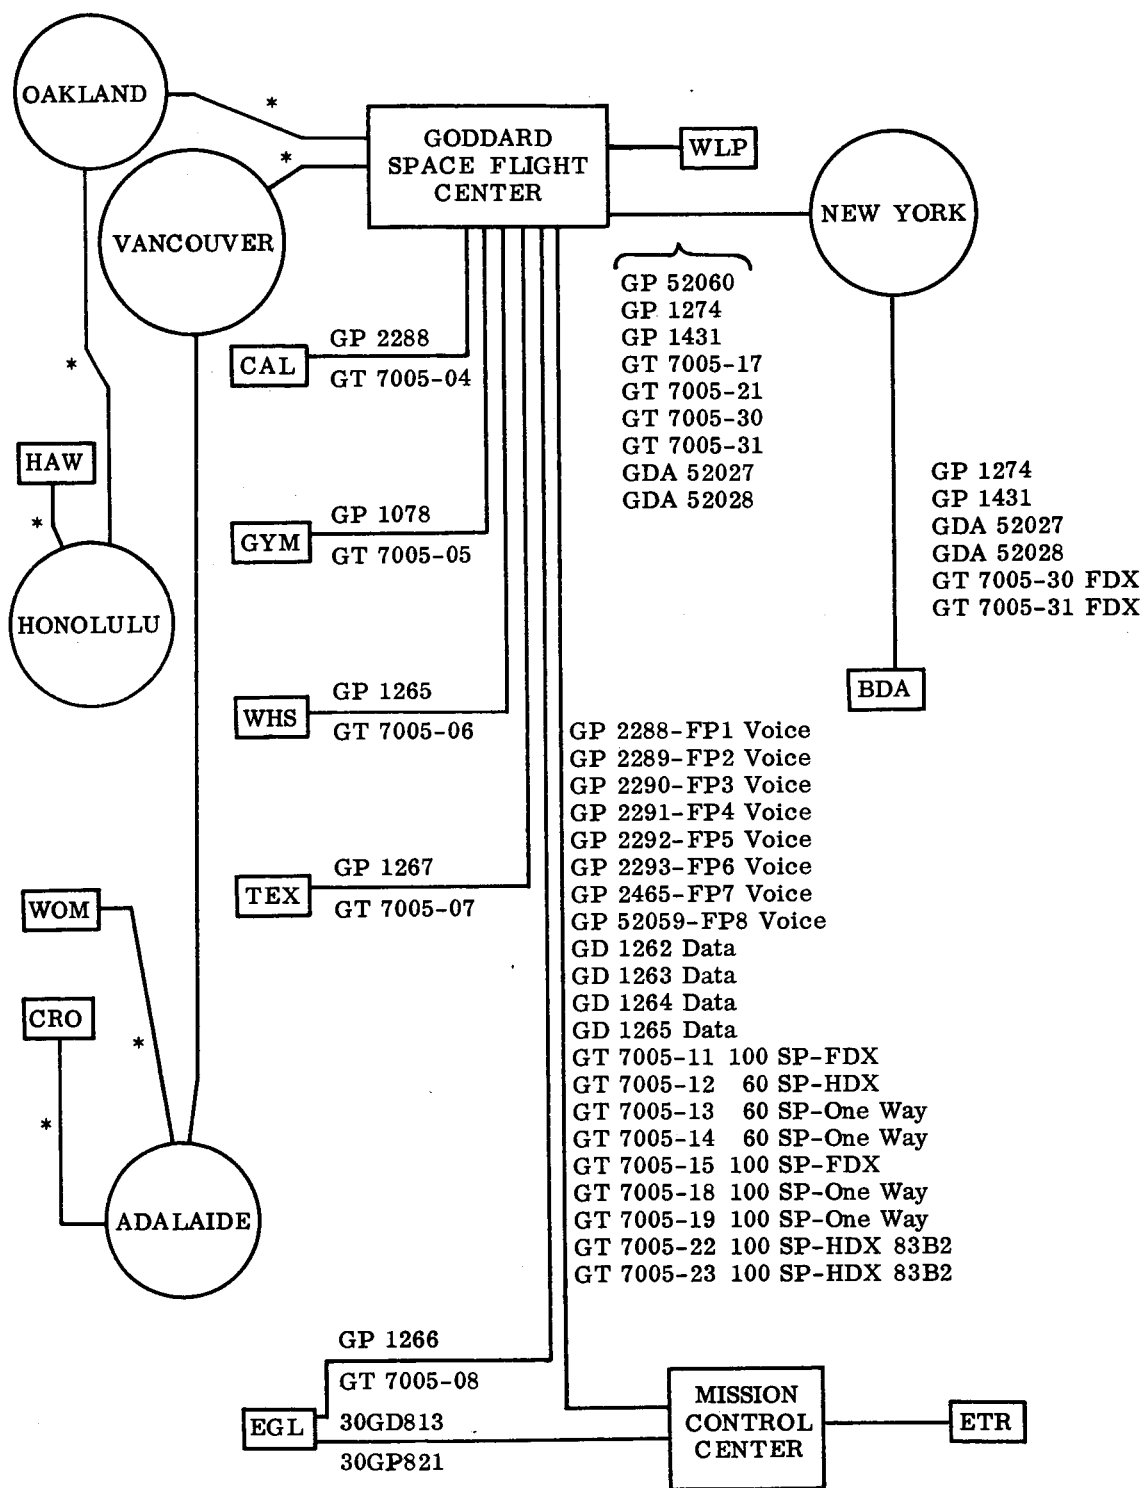 OAKLAND
*
GODDARD
SPACE FLIGHT
CENTER
WLP
*
VANCOUVER
NEW YORK
GP 52060
GP 1274
GP 1431
GT 7005-17
GT 7005-21
GT 7005-30
GT 7005-31
GDA 52027
GDA 52028
GP 2288
CAL
GT 7005-04
*
HAW
*
GP 1274
GP 1431
GDA 52027
GDA 52028
GT 7005-30 FDX
GT 7005-31 FDX
GP 1078
GYM
GT 7005-05
HONOLULU
BDA
GP 1265
WHS
GT 7005-06
GP 2288-FP1 Voice
GP 2289-FP2 Voice
GP 2290-FP3 Voice
GP 2291-FP4 Voice
GP 2292-FP5 Voice
GP 2293-FP6 Voice
GP 2465-FP7 Voice
GP 52059-FP8 Voice
GD 1262 Data
GD 1263 Data
GD 1264 Data
GD 1265 Data
GT 7005-11 100 SP-FDX
GT 7005-12 60 SP-HDX
GT 7005-13 60 SP-One Way
GT 7005-14 60 SP-One Way
GT 7005-15 100 SP-FDX
GT 7005-18 100 SP-One Way
GT 7005-19 100 SP-One Way
GT 7005-22 100 SP-HDX 83B2
GT 7005-23 100 SP-HDX 83B2
GP 1267
TEX
GT 7005-07
WOM
CRO
*
*
ADALAIDE
GP 1266
GT 7005-08
EGL
30GD813
30GP821
MISSION
CONTROL
CENTER
ETR